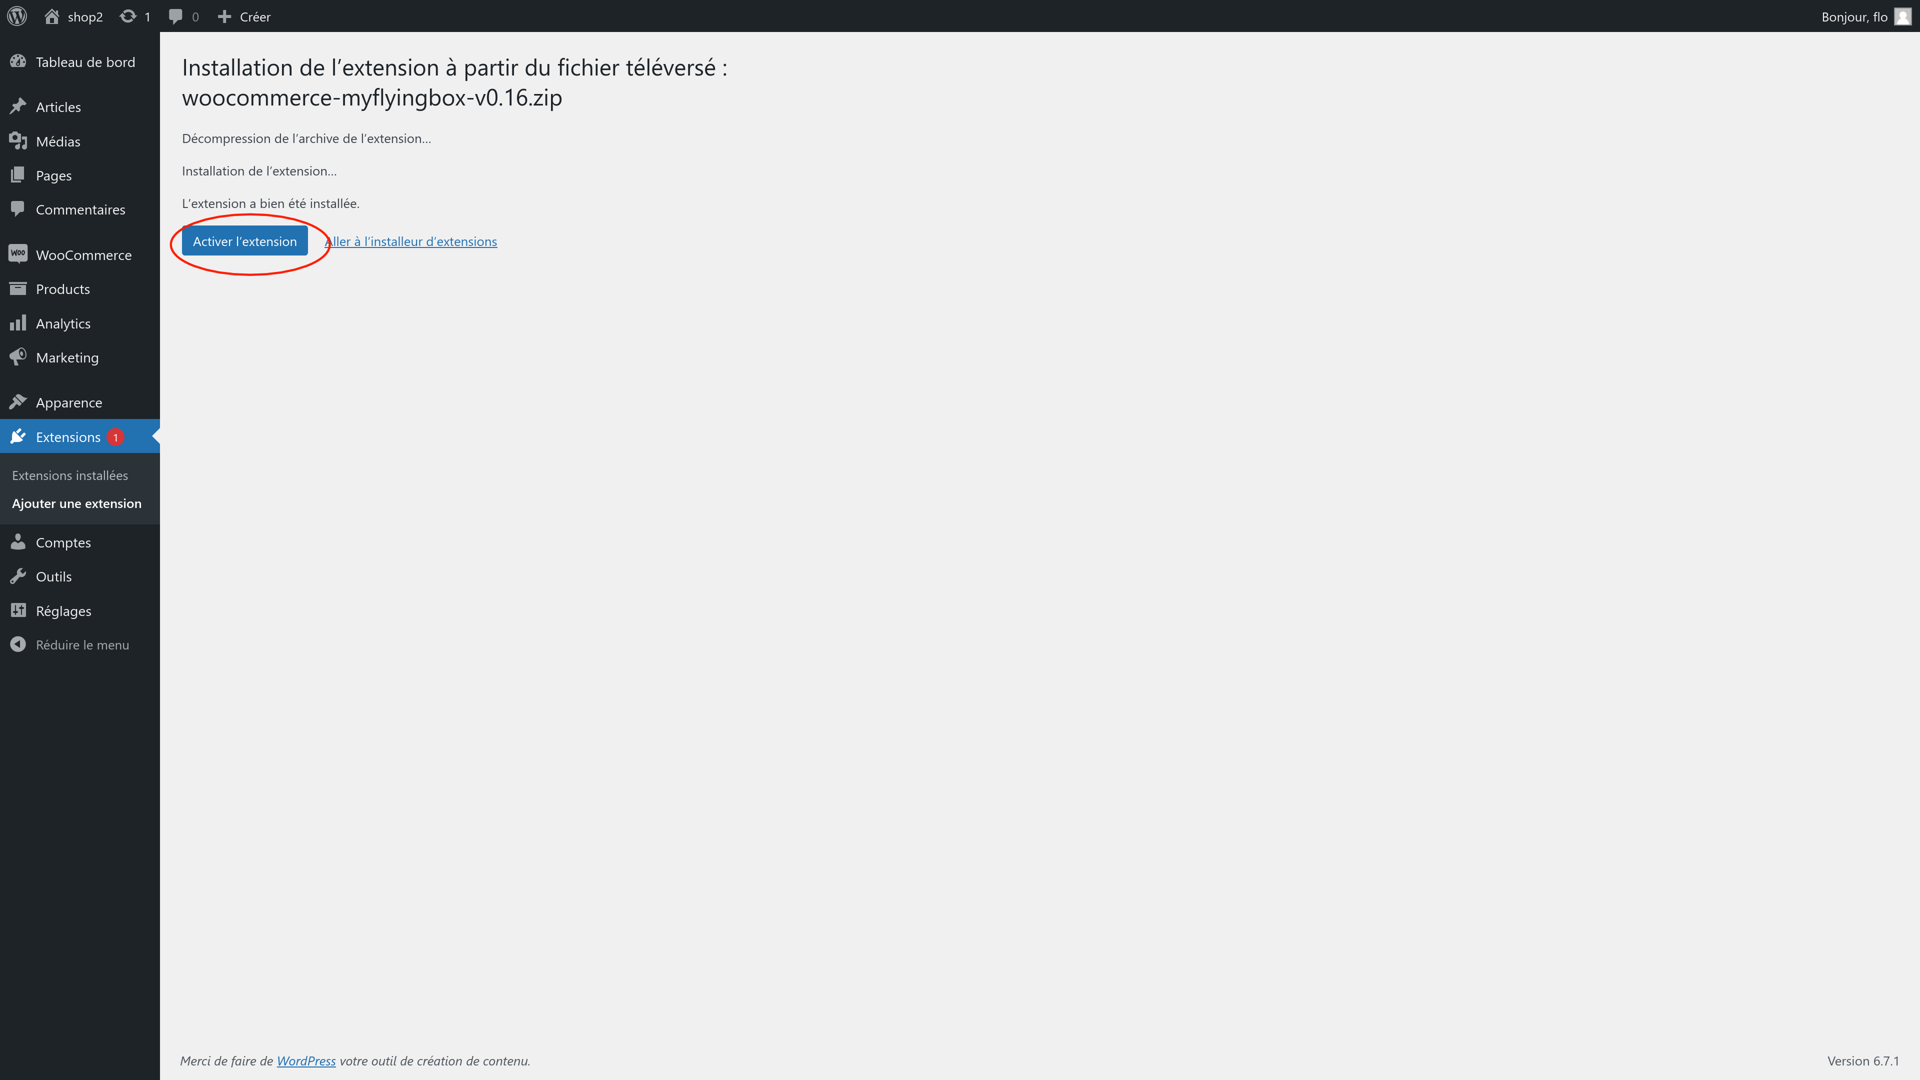 shop2
1
0
Créer
Bonjour, flo
Tableau de bord
Articles
Médias
Pages
Commentaires
WooCommerce
Products
Analytics
Marketing
Apparence
Extensions 1
Extensions installées
Ajouter une extension
Comptes
Outils
Réglages
Réduire le menu
Installation de l’extension à partir du fichier téléversé :
woocommerce-myflyingbox-v0.16.zip
Décompression de l’archive de l’extension…
Installation de l’extension…
L’extension a bien été installée.
Activer l’extension
Aller à l’installeur d’extensions
Merci de faire de WordPress votre outil de création de contenu.
Version 6.7.1